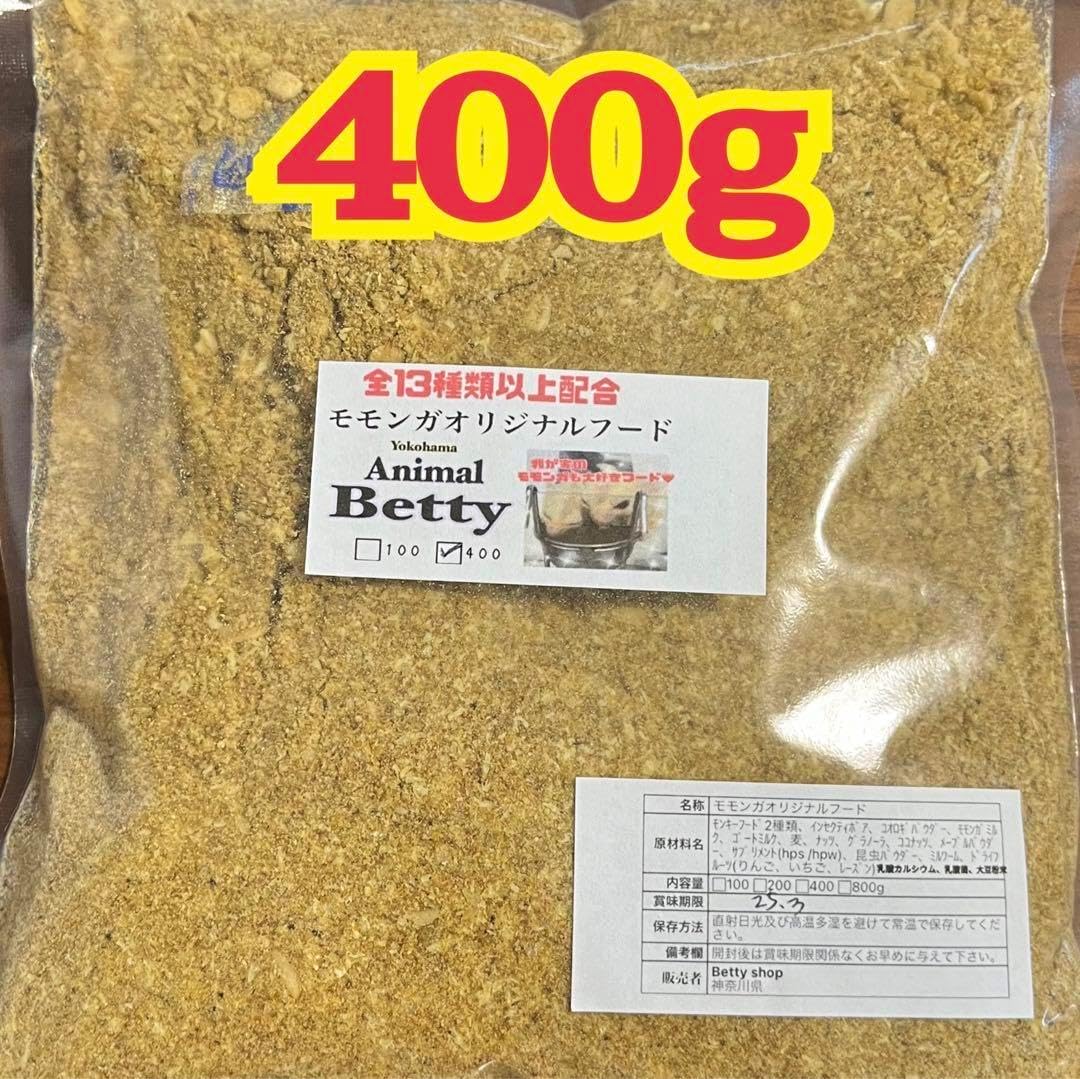 400g
全13種類以上配合
モモンガオリジナルフード
Yokohama
Animal
Betty
我が家の
モモンガも大好きフード♥
□100 ☑400
名称 モモンガオリジナルフード
原材料名 ﾓﾝｷｰﾌｰﾄﾞ2種類、ｲﾝｾｸﾃｨﾎﾞｱ、ｺｵﾛｷﾞﾊﾟｳﾀﾞｰ、ﾓﾓﾝｶﾞﾐﾙ
ｸ、ｺﾞｰﾄﾐﾙｸ、麦、ﾅｯﾂ、ｸﾞﾗﾉｰﾗ、ｺｺﾅｯﾂ、ﾒｰﾌﾟﾙﾊﾟｳﾀﾞ
ｰ、ｻﾌﾟﾘﾒﾝﾄ(hps /hpw)、昆虫ﾊﾟｳﾀﾞｰ、ﾐﾙﾜｰﾑ、ﾄﾞﾗｲﾌ
ﾙｰﾂ(りんご、いちご、ﾚｰｽﾞﾝ)乳酸カルシウム、乳酸菌、大豆粉末
内容量 □100 □200 □400 □800g
賞味期限 25.3
保存方法 直射日光及び高温多湿を避けて常温で保存してくだ
さい。
備考欄 開封後は賞味期限関係なくお早めに与えて下さい。
販売者 Betty shop
神奈川県